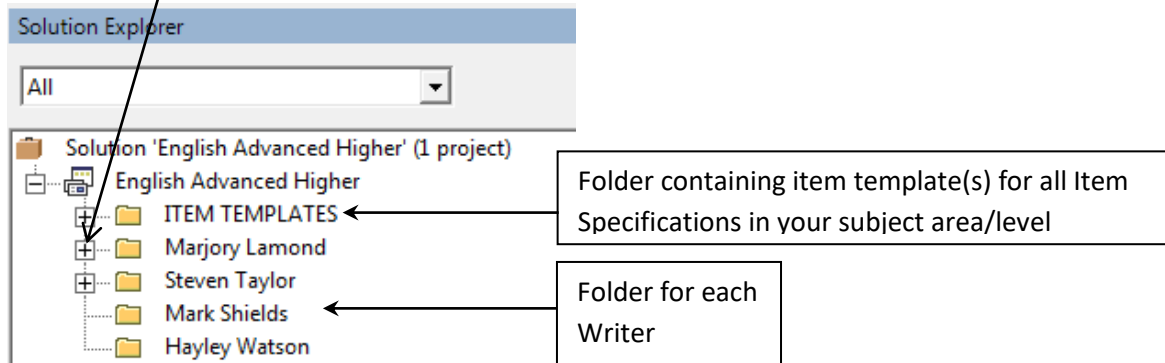 Solution Explorer
All
Solution 'English Advanced Higher' (1 project)
English Advanced Higher
ITEM TEMPLATES
Marjory Lamond
Steven Taylor
Mark Shields
Hayley Watson
Folder containing item template(s) for all Item
Specifications in your subject area/level
Folder for each
Writer